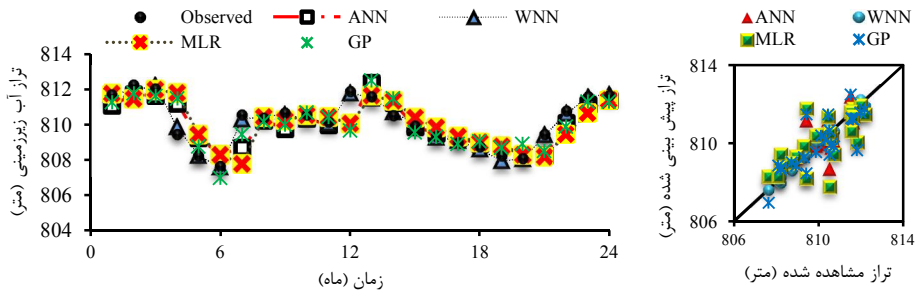 Observed ANN WNN
MLR GP
تراز آب زیرزمینی (متر)
814
812
810
808
806
804
0 6 12 18 24
زمان (ماه)
ANN WNN
MLR GP
تراز پیش بینی شده (متر)
814
810
806
806 810 814
تراز مشاهده شده (متر)